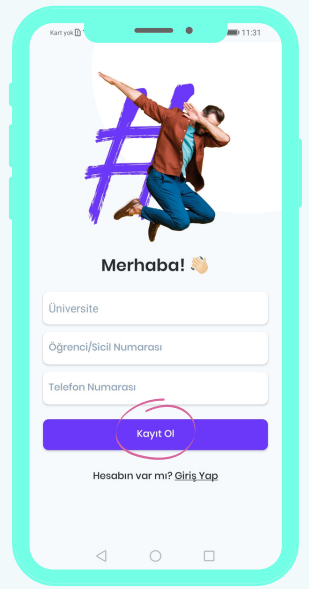 Kart yok
11:31
#
Merhaba! 👋
Üniversite
Öğrenci/Sicil Numarası
Telefon Numarası
Kayıt Ol
Hesabın var mı? Giriş Yap